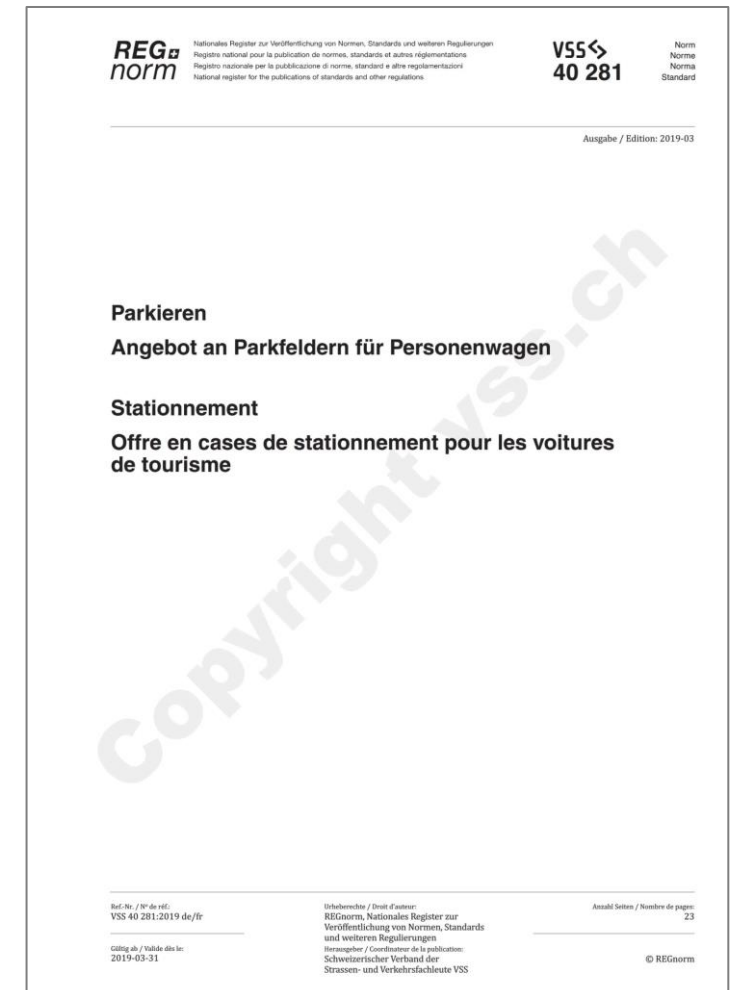 REG norm
Nationales Register zur Veröffentlichung von Normen, Standards und weiteren Regulierungen
Registre national pour la publication de normes, standards et autres réglementations
Registro nazionale per la pubblicazione di norme, standard e altre regolamentazioni
National register for the publications of standards and other regulations
VSS
40 281
Norm
Norme
Norma
Standard
Ausgabe / Edition: 2019-03
Parkieren
Angebot an Parkfeldern für Personenwagen
Stationnement
Offre en cases de stationnement pour les voitures
de tourisme
Copyright vss.ch
Ref.-Nr. / Nº de réf.:
VSS 40 281:2019 de/fr
Gültig ab / Valide dès le:
2019-03-31
Urheberrechte / Droit d'auteur:
REGnorm, Nationales Register zur
Veröffentlichung von Normen, Standards
und weiteren Regulierungen
Herausgeber / Coordinateur de la publication:
Schweizerischer Verband der
Strassen- und Verkehrsfachleute VSS
Anzahl Seiten / Nombre de pages:
23
© REGnorm